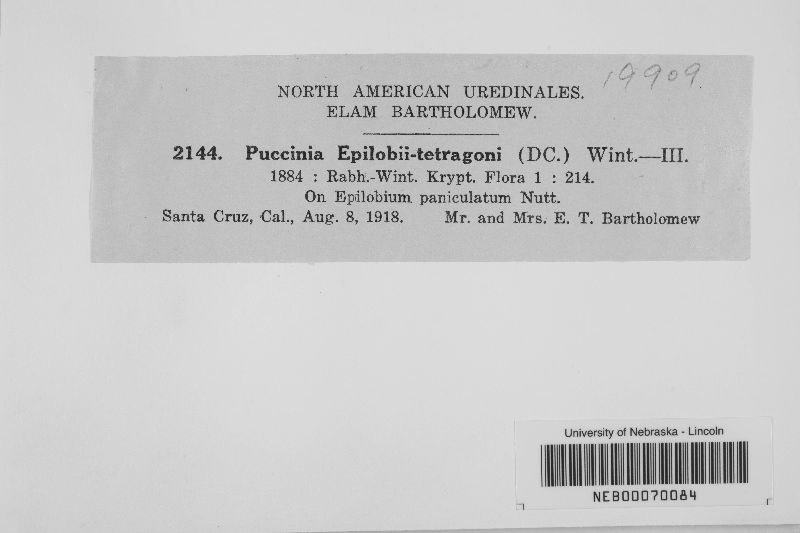 19909
NORTH AMERICAN UREDINALES.
ELAM BARTHOLOMEW.
2144. Puccinia Epilobii-tetragoni (DC.) Wint.—III.
1884 : Rabh.-Wint. Krypt. Flora 1 : 214.
On Epilobium paniculatum Nutt.
Santa Cruz, Cal., Aug. 8, 1918. Mr. and Mrs. E. T. Bartholomew
University of Nebraska - Lincoln
NEB00070084